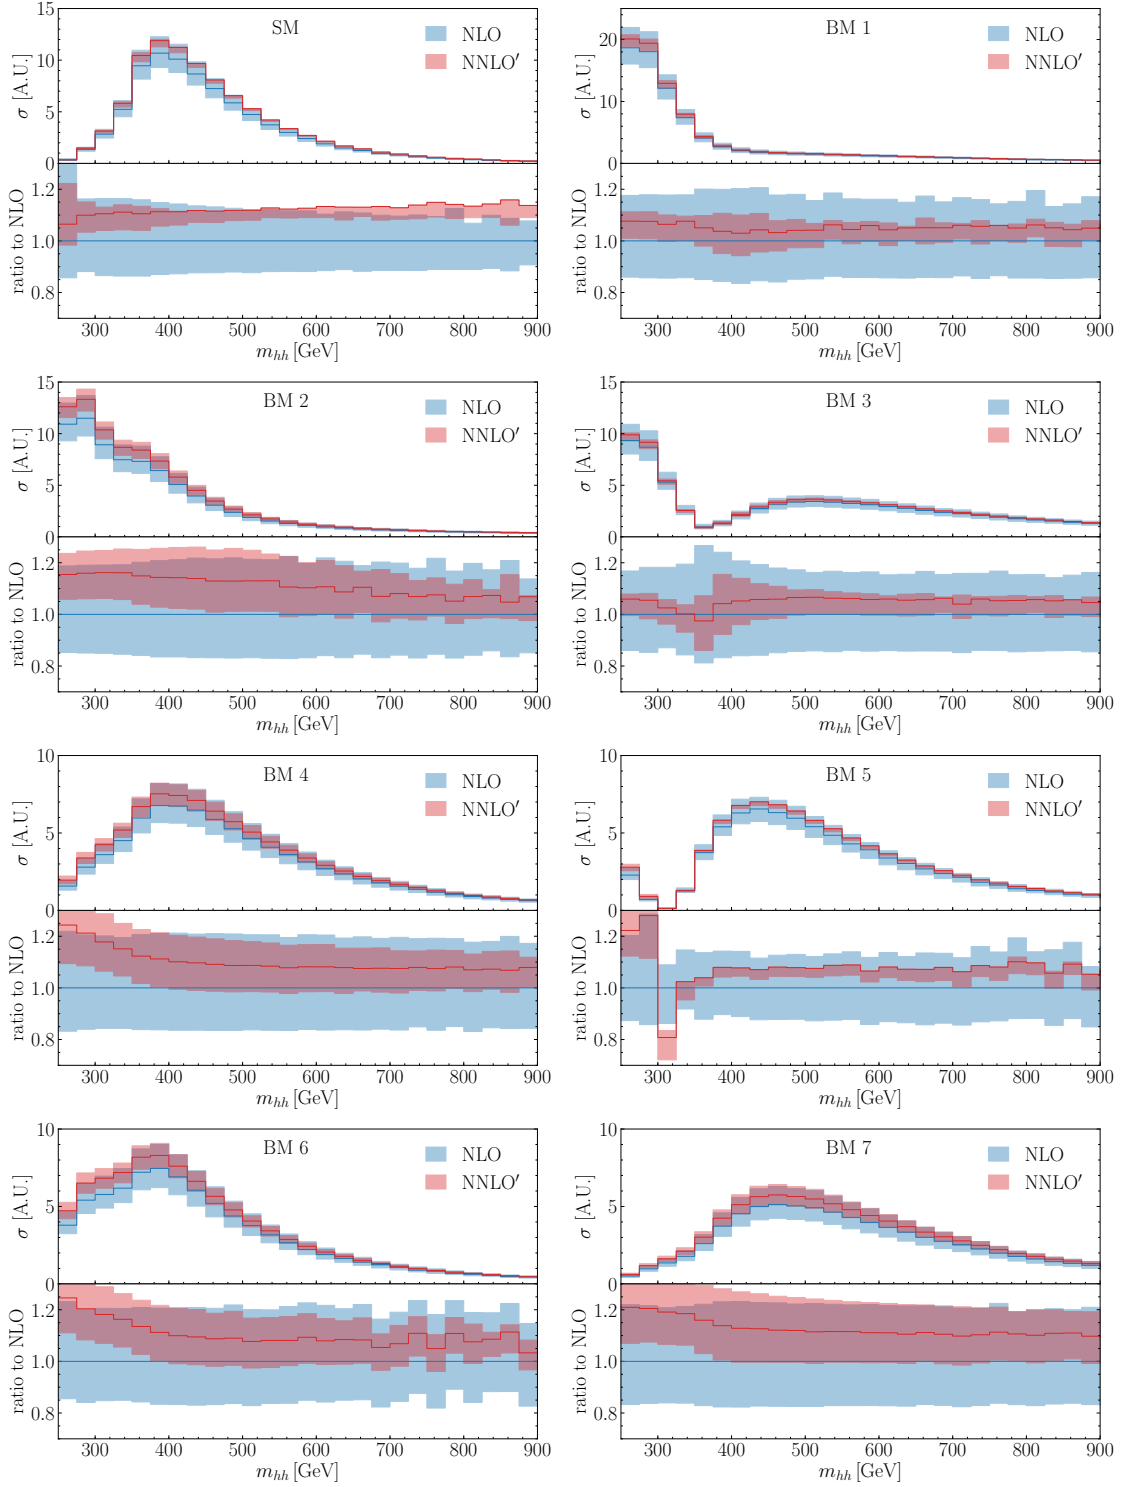 SM
NLO
NNLO′
σ [A.U.]
15
10
5
0
ratio to NLO
1.2
1.0
0.8
300 400 500 600 700 800 900
m_hh [GeV]
BM 1
NLO
NNLO′
σ [A.U.]
20
10
0
ratio to NLO
1.2
1.0
0.8
300 400 500 600 700 800 900
m_hh [GeV]
BM 2
NLO
NNLO′
σ [A.U.]
15
10
5
0
ratio to NLO
1.2
1.0
0.8
300 400 500 600 700 800 900
m_hh [GeV]
BM 3
NLO
NNLO′
σ [A.U.]
15
10
5
0
ratio to NLO
1.2
1.0
0.8
300 400 500 600 700 800 900
m_hh [GeV]
BM 4
NLO
NNLO′
σ [A.U.]
10
5
0
ratio to NLO
1.2
1.0
0.8
300 400 500 600 700 800 900
m_hh [GeV]
BM 5
NLO
NNLO′
σ [A.U.]
10
5
0
ratio to NLO
1.2
1.0
0.8
300 400 500 600 700 800 900
m_hh [GeV]
BM 6
NLO
NNLO′
σ [A.U.]
10
5
0
ratio to NLO
1.2
1.0
0.8
300 400 500 600 700 800 900
m_hh [GeV]
BM 7
NLO
NNLO′
σ [A.U.]
10
5
0
ratio to NLO
1.2
1.0
0.8
300 400 500 600 700 800 900
m_hh [GeV]